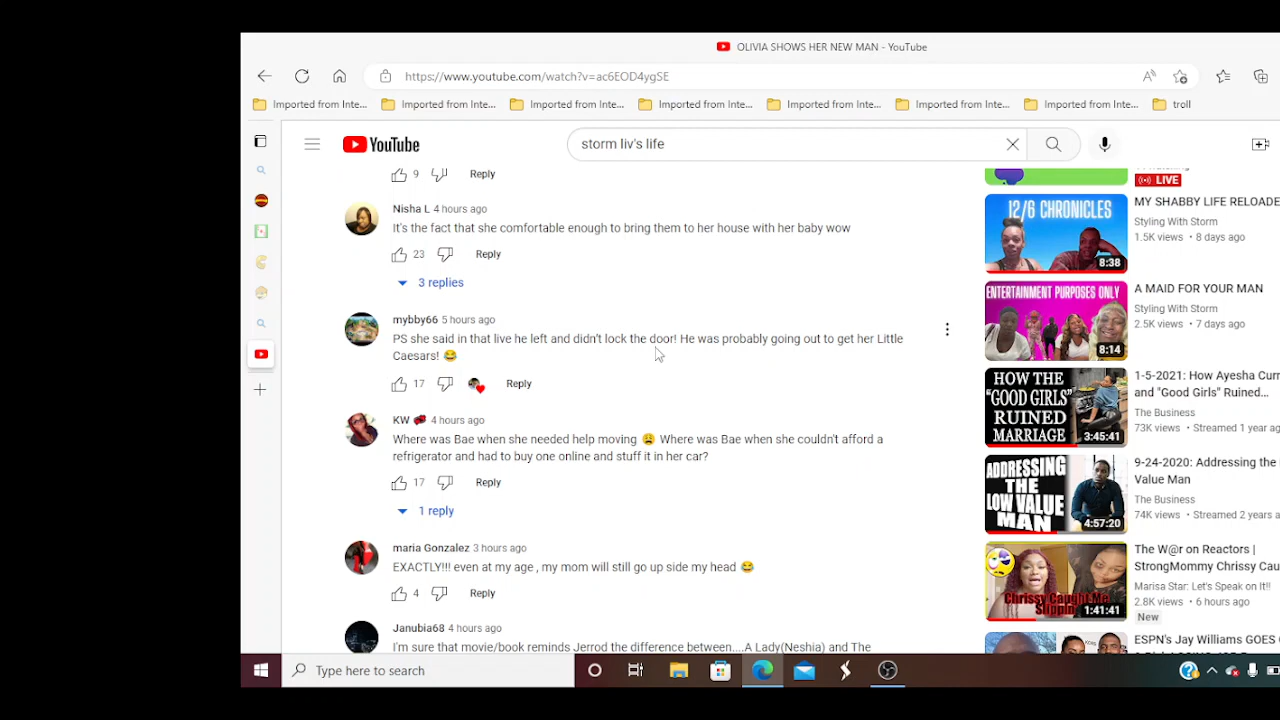 OLIVIA SHOWS HER NEW MAN - YouTube
https://www.youtube.com/watch?v=ac6EOD4ygSE
Imported from Inte... Imported from Inte... Imported from Inte... Imported from Inte... Imported from Inte... Imported from Inte... Imported from Inte... troll
YouTube
storm liv's life
9 Reply
Nisha L 4 hours ago
It's the fact that she comfortable enough to bring them to her house with her baby wow
23 Reply
3 replies
mybby66 5 hours ago
PS she said in that live he left and didn't lock the door! He was probably going out to get her Little
Caesars! 😂
17 Reply
KW 4 hours ago
Where was Bae when she needed help moving 😩 Where was Bae when she couldn't afford a
refrigerator and had to buy one online and stuff it in her car?
17 Reply
1 reply
maria Gonzalez 3 hours ago
EXACTLY!!! even at my age , my mom will still go up side my head 😂
4 Reply
Janubia68 4 hours ago
I'm sure that movie/book reminds Jerrod the difference between....A Lady(Neshia) and The
LIVE
12/6 CHRONICLES
8:38
MY SHABBY LIFE RELOADE
Styling With Storm
1.5K views • 8 days ago
ENTERTAINMENT PURPOSES ONLY
8:14
A MAID FOR YOUR MAN
Styling With Storm
2.5K views • 7 days ago
HOW THE
"GOOD GIRLS"
RUINED
MARRIAGE
3:45:41
1-5-2021: How Ayesha Curr
and "Good Girls" Ruined...
The Business
73K views • Streamed 1 year ag
ADDRESSING
THE
LOW VALUE
MAN
4:57:20
9-24-2020: Addressing the
Value Man
The Business
74K views • Streamed 2 years a
Chrissy Caught Me
Slippin
1:41:41
The W@r on Reactors |
StrongMommy Chrissy Cau
Marisa Star: Let's Speak on It!!
2.8K views • 6 hours ago
New
ESPN's Jay Williams GOES
Type here to search